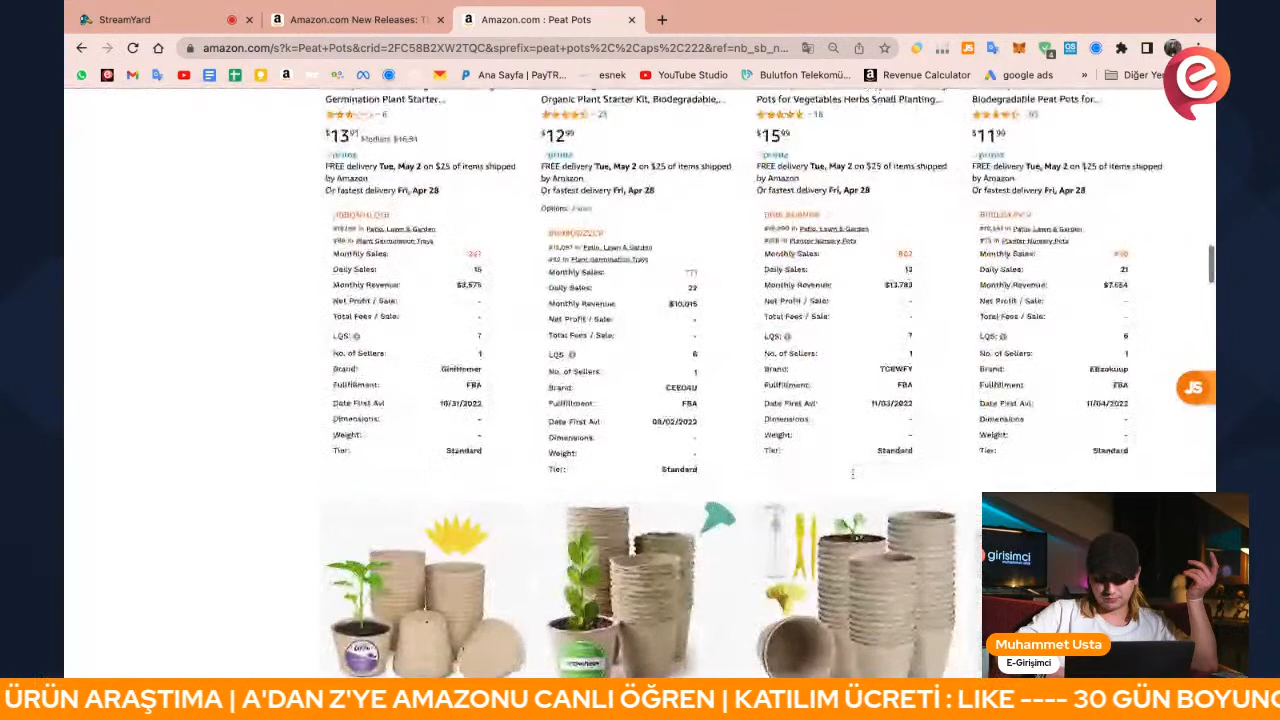 StreamYard
Amazon.com New Releases: T
Amazon.com : Peat Pots
amazon.com/s?k=Peat+Pots&crid=2FC58B2XW2TQC&sprefix=peat+pots%2C%2Caps%2C222&ref=nb_sb_n...
Ana Sayfa | PayTR...
esnek
YouTube Studio
Bulutfon Telekomü...
Revenue Calculator
google ads
»
Diğer Yer
Germination Plant Starter...
Organic Plant Starter Kit, Biodegradable,...
Pots for Vegetables Herbs Small Planting...
Biodegradable Peat Pots for...
$12.99
$15.99
$11.99
FREE delivery Tue, May 2 on $25 of items shipped by Amazon
Or fastest delivery Fri, Apr 28
FREE delivery Tue, May 2 on $25 of items shipped by Amazon
Or fastest delivery Fri, Apr 28
FREE delivery Tue, May 2 on $25 of items shipped by Amazon
Or fastest delivery Fri, Apr 28
FREE delivery Tue, May 2 on $25 of items shipped by Amazon
Or fastest delivery Fri, Apr 28
Monthly Sales:
Daily Sales: 15
Monthly Revenue:
Net Profit / Sale: -
Total Fees / Sale: -
LQS: 7
No. of Sellers: 1
Brand:
Fullfillment: FBA
Date First Avl 10/31/2022
Dimensions: -
Weight: -
Tier: Standard
Monthly Sales:
Daily Sales: 22
Monthly Revenue: $10,015
Net Profit / Sale: -
Total Fees / Sale: -
LQS 6
No. of Sellers: 1
Brand:
Fullfillment: FBA
Date First Avl 08/02/2022
Dimensions: -
Weight: -
Tier: Standard
Monthly Sales:
Daily Sales: 13
Monthly Revenue: $13,783
Net Profit / Sale: -
Total Fees / Sale: -
LQS: 7
No. of Sellers: 1
Brand: TCBWFY
Fullfillment: FBA
Date First Avl 11/03/2022
Dimensions -
Weight: -
Tier: Standard
Monthly Sales:
Daily Sales: 21
Monthly Revenue: $7,654
Net Profit / Sale: -
Total Fees / Sale: -
LQS: 6
No. of Sellers: 1
Brand:
Fullfillment: FBA
Date First Avl 11/04/2022
Dimensions -
Weight: -
Tier: Standard
JS
girisimci
Muhammet Usta
E-Girişimci
ÜRÜN ARAŞTIMA | A'DAN Z'YE AMAZONU CANLI ÖĞREN | KATILIM ÜCRETİ : LIKE ---- 30 GÜN BOYUNC